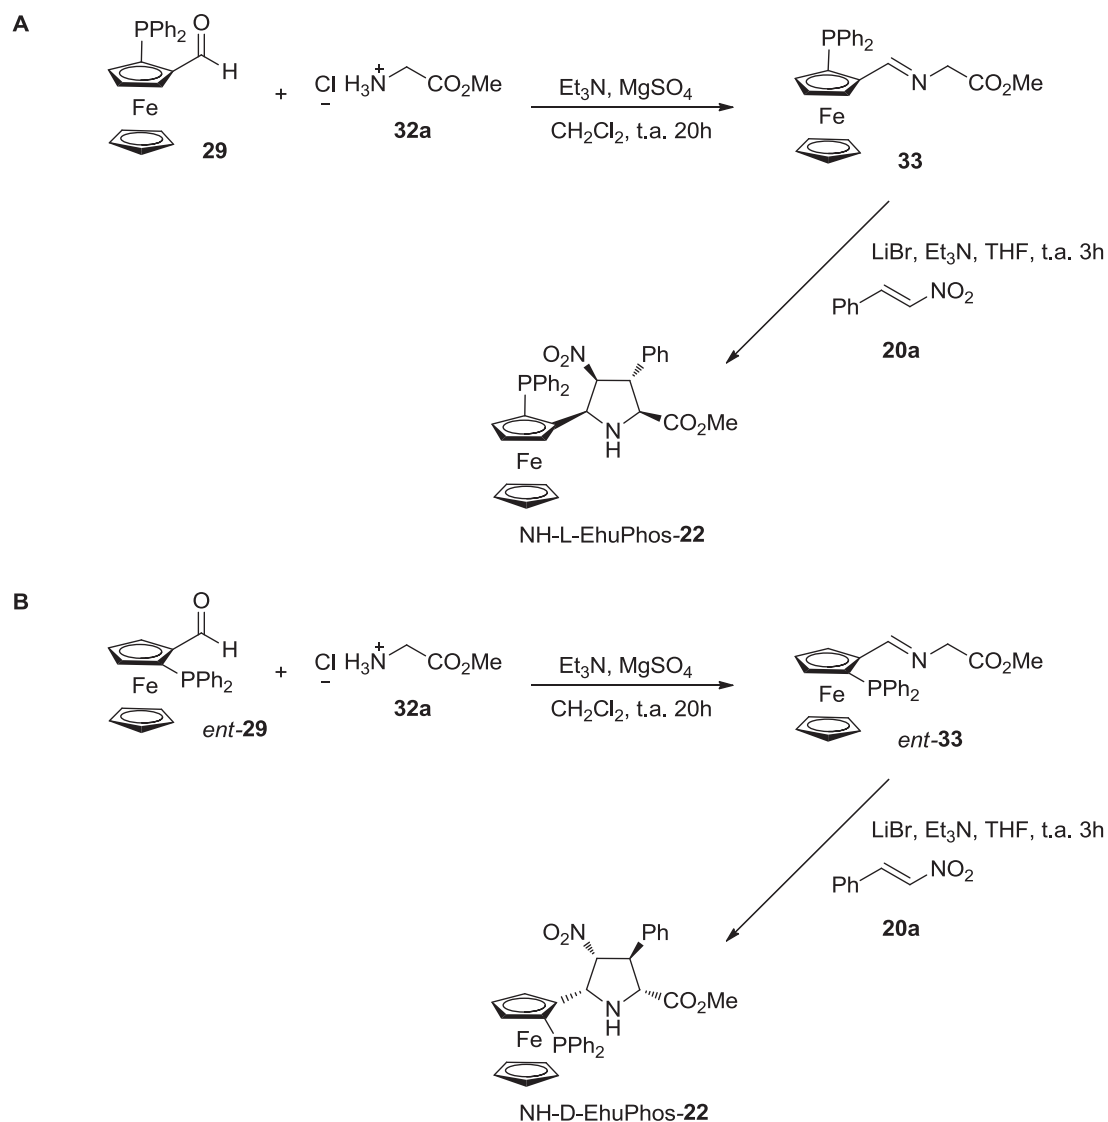 A
PPh2
O
H
Fe
29
+
Cl − H3N+ CO2Me
32a
Et3N, MgSO4
CH2Cl2, t.a. 20h
PPh2
N
CO2Me
Fe
33
LiBr, Et3N, THF, t.a. 3h
Ph
NO2
20a
O2N
Ph
PPh2
N
H
CO2Me
Fe
NH-L-EhuPhos-22
B
O
H
Fe
PPh2
ent-29
+
Cl − H3N+ CO2Me
32a
Et3N, MgSO4
CH2Cl2, t.a. 20h
N
CO2Me
Fe
PPh2
ent-33
LiBr, Et3N, THF, t.a. 3h
Ph
NO2
20a
O2N
Ph
N
H
CO2Me
Fe
PPh2
NH-D-EhuPhos-22